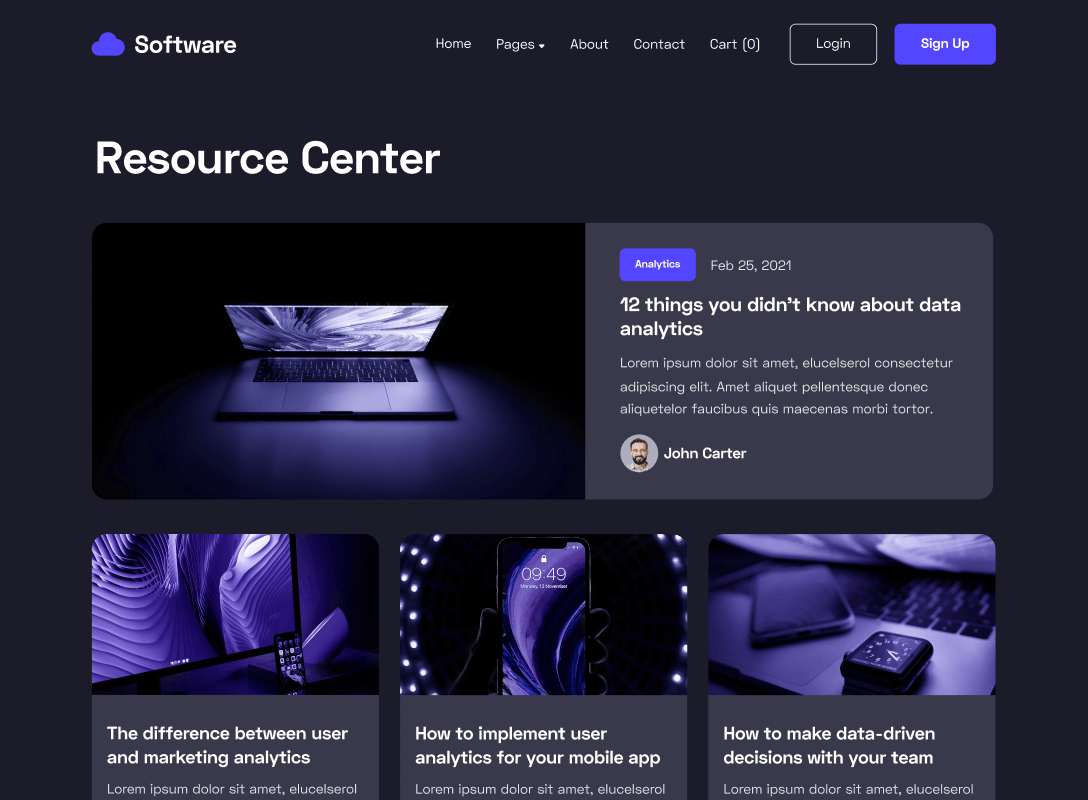 Software
Home
Pages
About
Contact
Cart (0)
Login
Sign Up
Resource Center
Analytics
Feb 25, 2021
12 things you didn't know about data
analytics
Lorem ipsum dolor sit amet, elucelserol consectetur
adipiscing elit. Amet aliquet pellentesque donec
aliquetelor faucibus quis maecenas morbi tortor.
John Carter
09:49
Monday, 13 November
The difference between user
and marketing analytics
Lorem ipsum dolor sit amet, elucelserol
How to implement user
analytics for your mobile app
Lorem ipsum dolor sit amet, elucelserol
How to make data-driven
decisions with your team
Lorem ipsum dolor sit amet, elucelserol